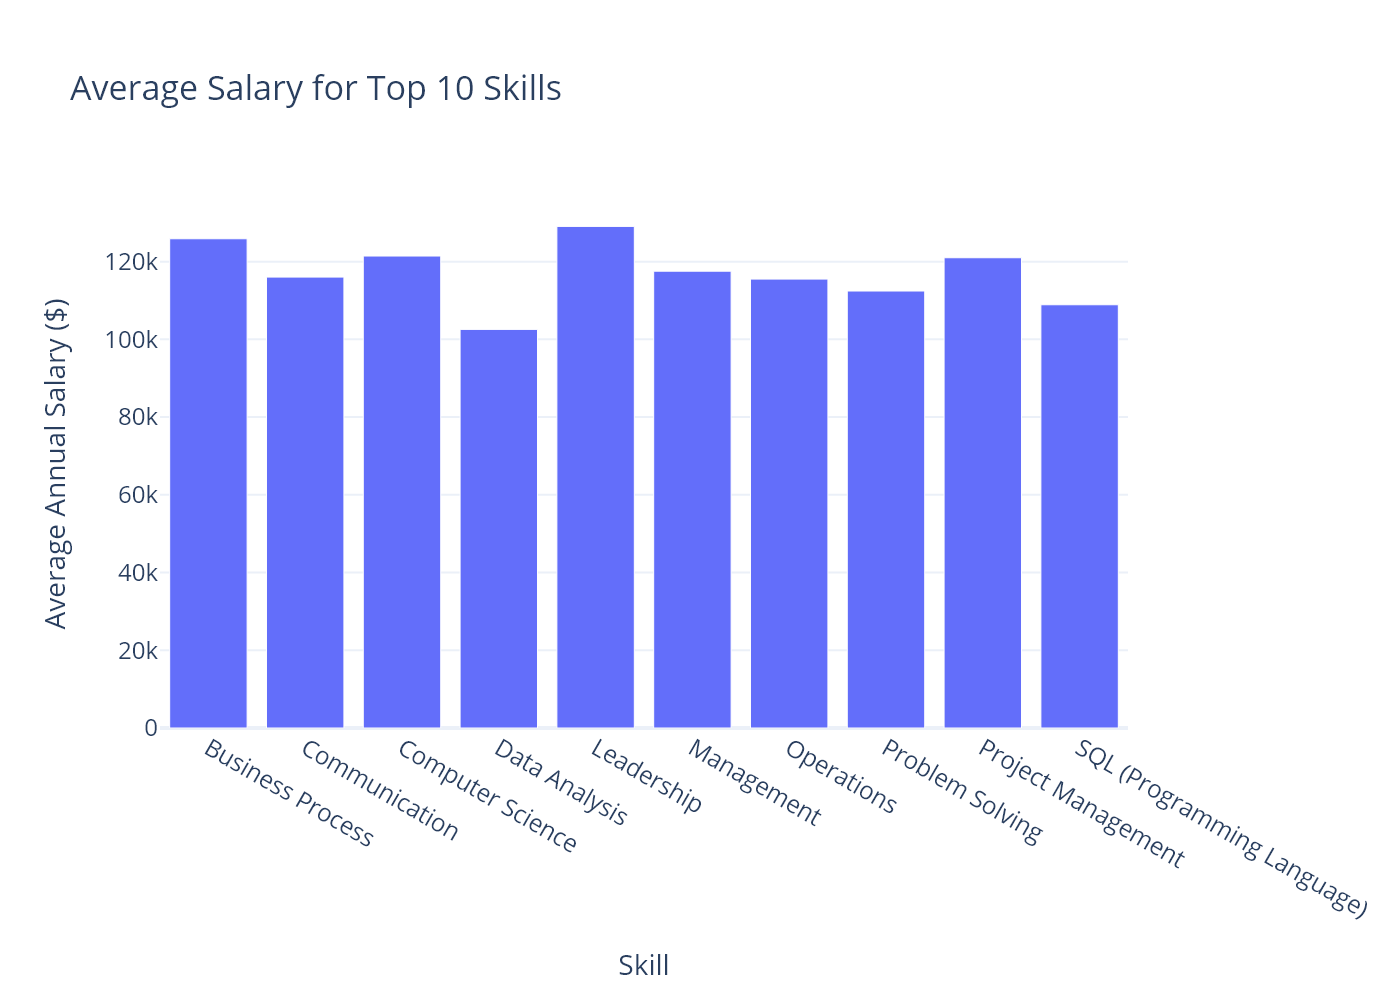 Average Salary for Top 10 Skills
Average Annual Salary ($)
120k
100k
80k
60k
40k
20k
0
Business Process
Communication
Computer Science
Data Analysis
Leadership
Management
Operations
Problem Solving
Project Management
SQL (Programming Language)
Skill